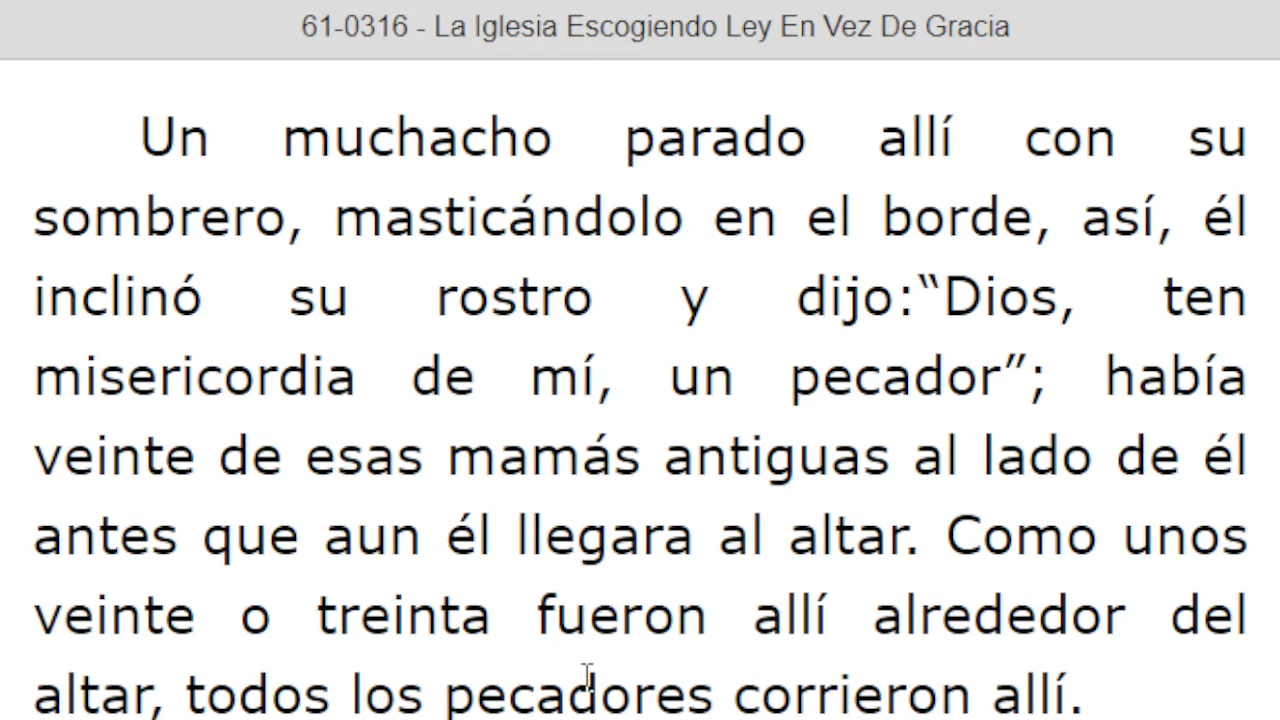 61-0316 - La Iglesia Escogiendo Ley En Vez De Gracia
Un muchacho parado allí con su
sombrero, masticándolo en el borde, así, él
inclinó su rostro y dijo:“Dios, ten
misericordia de mí, un pecador”; había
veinte de esas mamás antiguas al lado de él
antes que aun él llegara al altar. Como unos
veinte o treinta fueron allí alrededor del
altar, todos los pecadores corrieron allí.